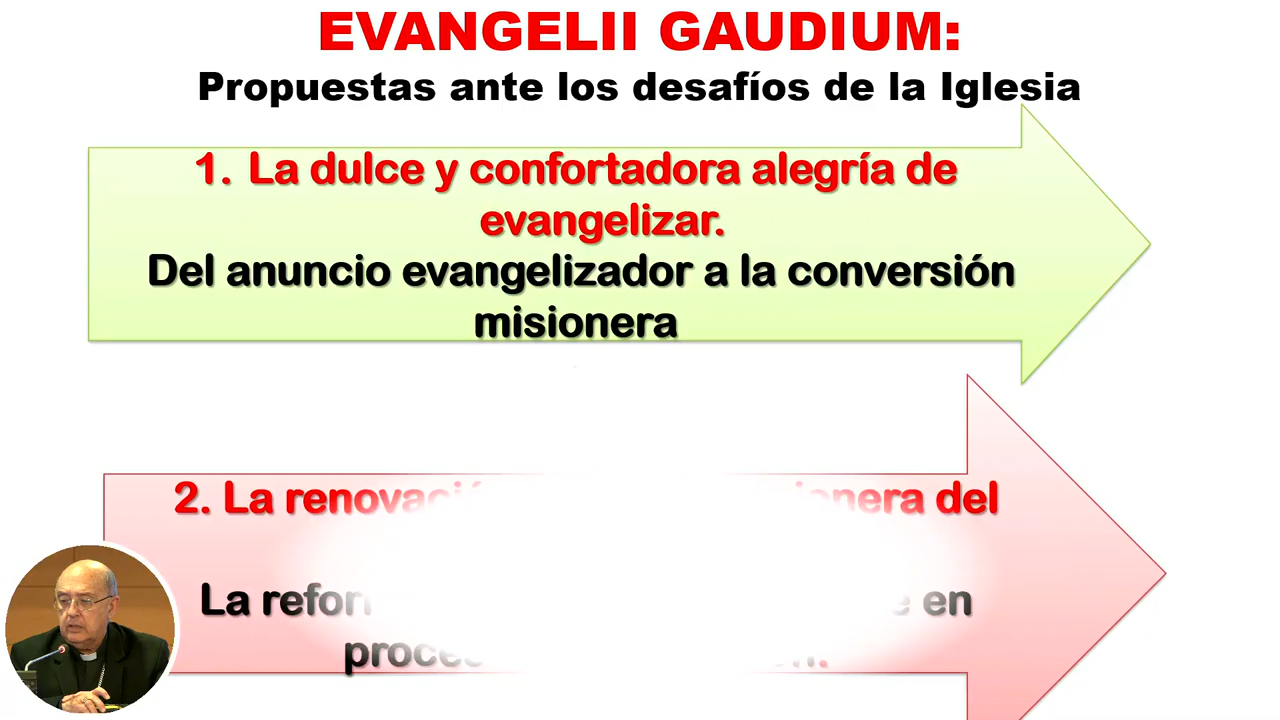 EVANGELII GAUDIUM:
Propuestas ante los desafíos de la Iglesia
1. La dulce y confortadora alegría de
evangelizar.
Del anuncio evangelizador a la conversión
misionera
2. La del
La en